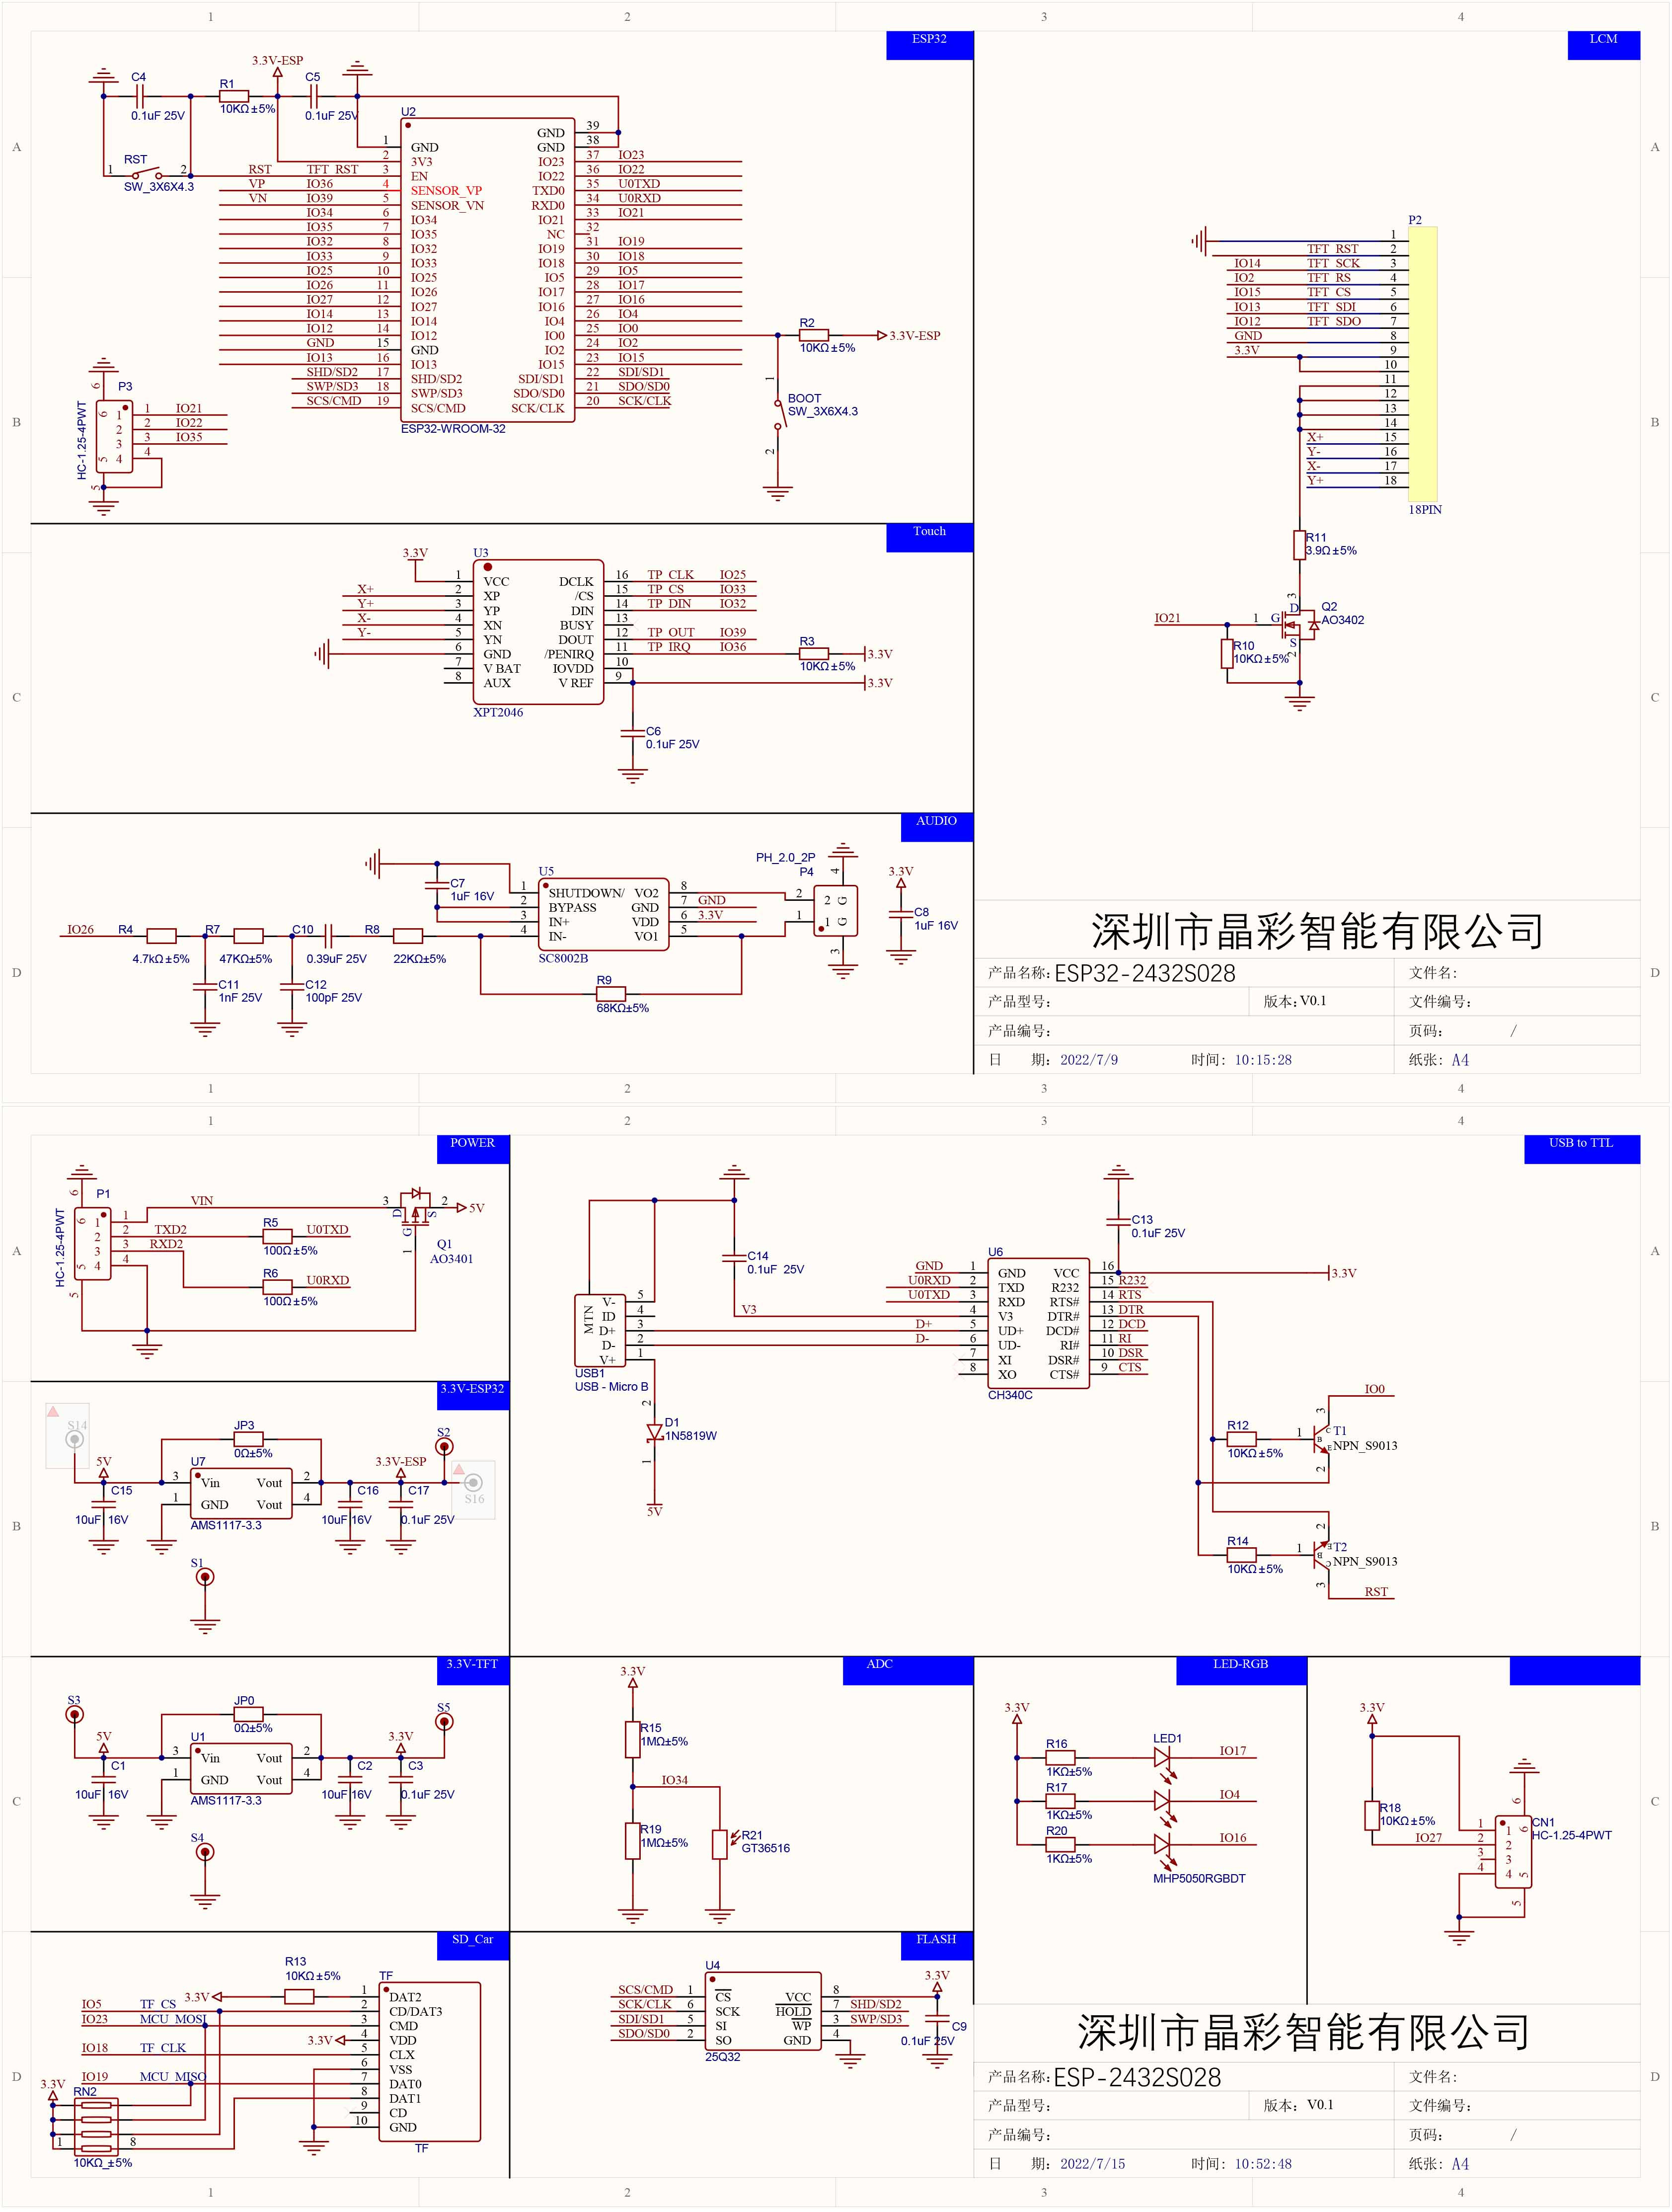 1 2 3 4
ESP32
LCM
A
A
3.3V-ESP
C4
0.1uF 25V
R1
10KΩ±5%
C5
0.1uF 25V
RST
1 2
SW_3X6X4.3
U2
1 GND
2 3V3
RST TFT_RST 3 EN
VP IO36 4 SENSOR_VP
VN IO39 5 SENSOR_VN
IO34 6 IO34
IO35 7 IO35
IO32 8 IO32
IO33 9 IO33
IO25 10 IO25
IO26 11 IO26
IO27 12 IO27
IO14 13 IO14
IO12 14 IO12
GND 15 GND
IO13 16 IO13
SHD/SD2 17 SHD/SD2
SWP/SD3 18 SWP/SD3
SCS/CMD 19 SCS/CMD
GND 39
GND 38
IO23 37 IO23
IO22 36 IO22
TXD0 35 U0TXD
RXD0 34 U0RXD
IO21 33 IO21
NC 32
IO19 31 IO19
IO18 30 IO18
IO5 29 IO5
IO17 28 IO17
IO16 27 IO16
IO4 26 IO4
IO0 25 IO0
IO2 24 IO2
IO15 23 IO15
SDI/SD1 22 SDI/SD1
SDO/SD0 21 SDO/SD0
SCK/CLK 20 SCK/CLK
ESP32-WROOM-32
R2
10KΩ±5%
3.3V-ESP
1
BOOT
SW_3X6X4.3
2
B
B
P3
HC-1.25-4PWT
6
6 1 1 IO21
2 2 IO22
3 3 IO35
5 4 4
5
P2
1
TFT_RST 2
IO14 TFT_SCK 3
IO2 TFT_RS 4
IO15 TFT_CS 5
IO13 TFT_SDI 6
IO12 TFT_SDO 7
GND 8
3.3V 9
10
11
12
13
14
X+ 15
Y- 16
X- 17
Y+ 18
18PIN
R11
3.9Ω±5%
3
D
IO21 1 G
Q2
AO3402
S
2
R10
10KΩ±5%
C
C
Touch
3.3V
U3
1 VCC
X+ 2 XP
Y+ 3 YP
X- 4 XN
Y- 5 YN
6 GND
7 V BAT
8 AUX
DCLK 16 TP_CLK IO25
/CS 15 TP_CS IO33
DIN 14 TP_DIN IO32
BUSY 13
DOUT 12 TP_OUT IO39
/PENIRQ 11 TP_IRQ IO36
IOVDD 10
V REF 9
XPT2046
R3
10KΩ±5%
3.3V
3.3V
C6
0.1uF 25V
AUDIO
D
D
IO26
R4
4.7kΩ±5%
C11
1nF 25V
R7
47KΩ±5%
C12
100pF 25V
C10
0.39uF 25V
R8
22KΩ±5%
C7
1uF 16V
U5
1 SHUTDOWN/ VO2 8
2 BYPASS GND 7 GND
3 IN+ VDD 6 3.3V
4 IN- VO1 5
SC8002B
R9
68KΩ±5%
PH_2.0_2P
P4
4
2 2 G
1 1 G
3
3.3V
C8
1uF 16V
深圳市晶彩智能有限公司
产品名称: ESP32-2432S028 文件名:
产品型号: 版本: V0.1 文件编号:
产品编号: 页码: /
日 期: 2022/7/9 时间: 10:15:28 纸张: A4
1 2 3 4
1 2 3 4
POWER
USB to TTL
A
A
P1
HC-1.25-4PWT
6
6 1 1 VIN
2 2 TXD2
3 3 RXD2
5 4 4
5
R5
100Ω±5%
U0TXD
R6
100Ω±5%
U0RXD
3 D
S 2
5V
G
1
Q1
AO3401
C14
0.1uF 25V
V3
MTN
V- 5
ID 4
D+ 3
D- 2
V+ 1
USB1
USB - Micro B
2
D1
1N5819W
1
5V
C13
0.1uF 25V
U6
GND 1 GND VCC 16 3.3V
U0RXD 2 TXD R232 15 R232
U0TXD 3 RXD RTS# 14 RTS
4 V3 DTR# 13 DTR
D+ 5 UD+ DCD# 12 DCD
D- 6 UD- RI# 11 RI
7 XI DSR# 10 DSR
8 XO CTS# 9 CTS
CH340C
IO0
3
R12
10KΩ±5%
1 B C E
T1
NPN_S9013
2
2
R14
10KΩ±5%
1 B E C
T2
NPN_S9013
3
RST
B
B
3.3V-ESP32
S14
5V
C15
10uF 16V
JP3
0Ω±5%
U7
3 Vin Vout 2
1 GND Vout 4
AMS1117-3.3
C16
10uF 16V
3.3V-ESP
C17
0.1uF 25V
S2
S16
S1
C
C
3.3V-TFT
S3
5V
C1
10uF 16V
JP0
0Ω±5%
U1
3 Vin Vout 2
1 GND Vout 4
AMS1117-3.3
C2
10uF 16V
3.3V
C3
0.1uF 25V
S5
S4
ADC
3.3V
R15
1MΩ±5%
IO34
R19
1MΩ±5%
R21
GT36516
LED-RGB
3.3V
R16
1KΩ±5%
R17
1KΩ±5%
R20
1KΩ±5%
LED1
IO17
IO4
IO16
MHP5050RGBDT
3.3V
R18
10KΩ±5%
IO27
6
1 1 6
2 2
3 3
4 4 5
5
CN1
HC-1.25-4PWT
D
D
SD_Car
R13
10KΩ±5%
3.3V
TF
1 DAT2
IO5 TF_CS 2 CD/DAT3
IO23 MCU_MOSI 3 CMD
3.3V 4 VDD
IO18 TF_CLK 5 CLX
6 VSS
IO19 MCU_MISO 7 DAT0
8 DAT1
9 CD
10 GND
TF
3.3V
RN2
1 8
10KΩ_±5%
FLASH
U4
SCS/CMD 1 CS VCC 8
SCK/CLK 6 SCK HOLD 7 SHD/SD2
SDI/SD1 5 SI WP 3 SWP/SD3
SDO/SD0 2 SO GND 4
25Q32
3.3V
C9
0.1uF 25V
深圳市晶彩智能有限公司
产品名称: ESP-2432S028 文件名:
产品型号: 版本: V0.1 文件编号:
产品编号: 页码: /
日 期: 2022/7/15 时间: 10:52:48 纸张: A4
1 2 3 4